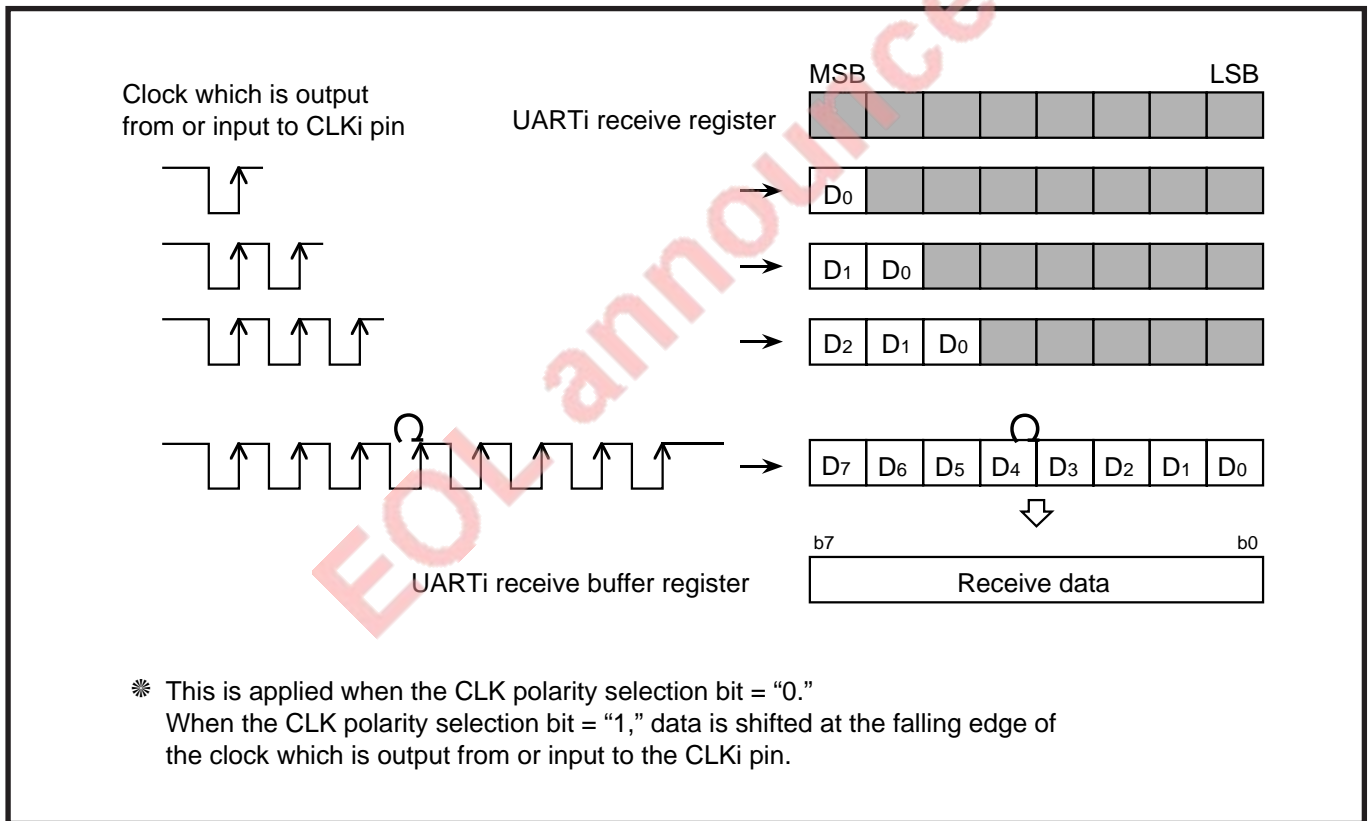 Clock which is output
from or input to CLKi pin
UARTi receive register
MSB LSB
D0
D1 D0
D2 D1 D0
D7 D6 D5 D4 D3 D2 D1 D0
b7 b0
UARTi receive buffer register
Receive data
※ This is applied when the CLK polarity selection bit = “0.”
When the CLK polarity selection bit = “1,” data is shifted at the falling edge of
the clock which is output from or input to the CLKi pin.
EOL announce